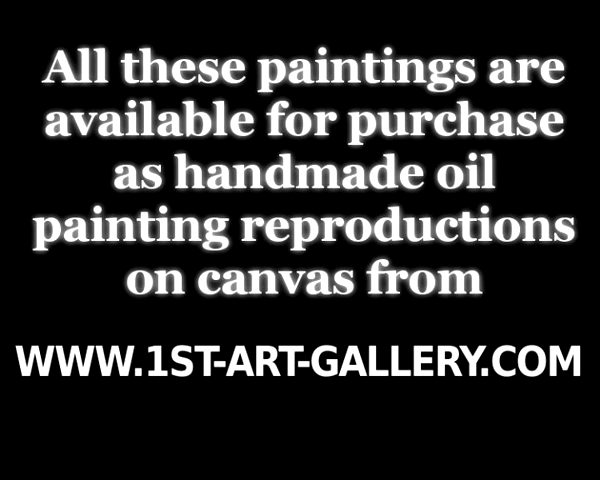 All these paintings are
available for purchase
as handmade oil
painting reproductions
on canvas from
WWW.1ST-ART-GALLERY.COM